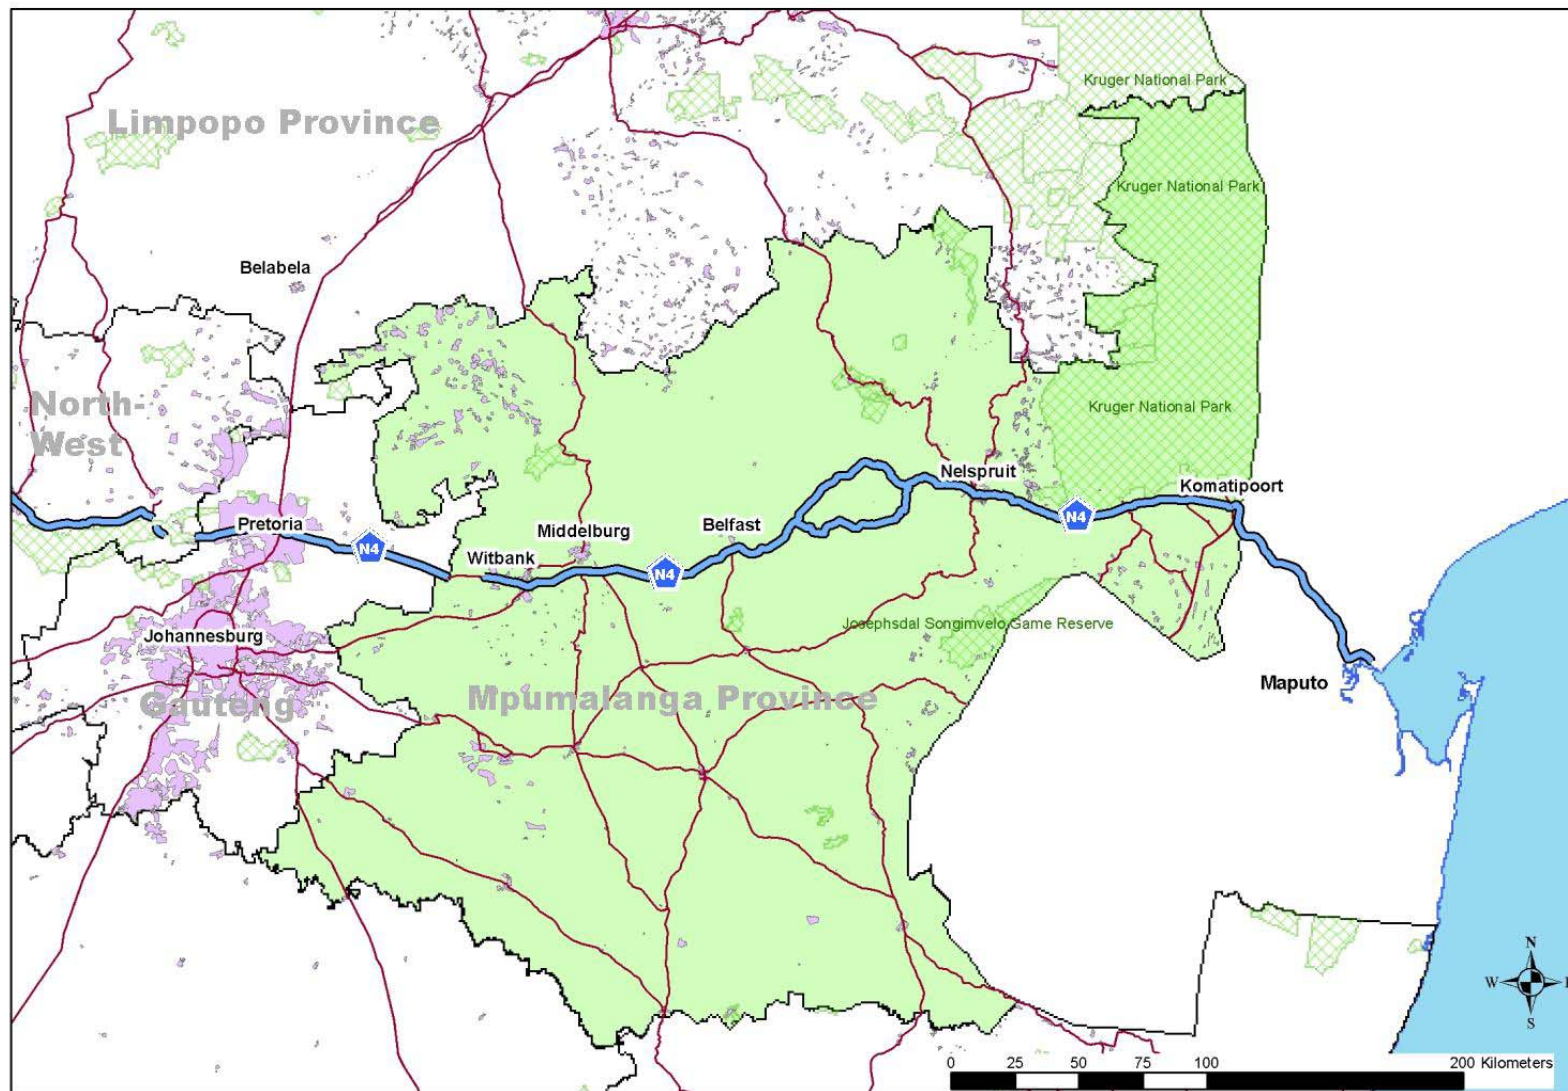 Kruger National Park
Limpopo Province
Kruger National Park
Belabela
North-
West
Kruger National Park
Nelspruit
Komatipoort
Pretoria
Middelburg
Belfast
N4
N4
Witbank
N4
Josephsdal Songimvelo Game Reserve
Johannesburg
Maputo
Mpumalanga Province
Gauteng
N
W
S
0 25 50 75 100 200 Kilometers